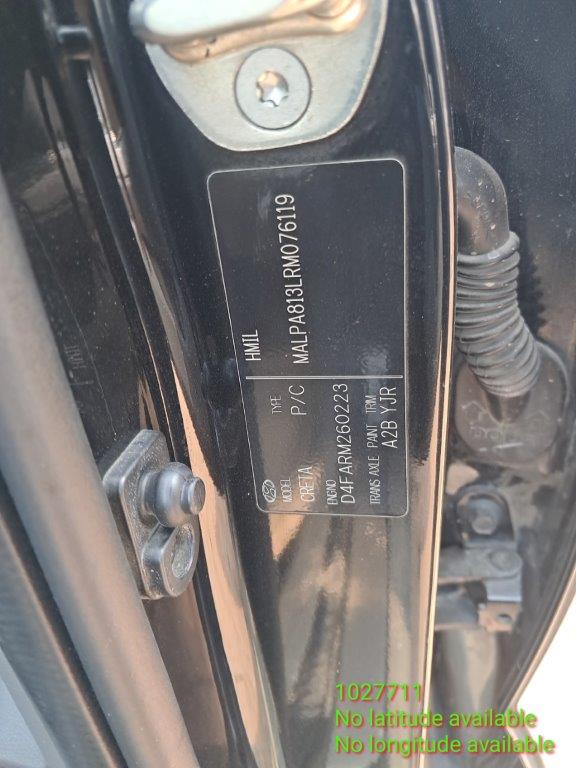 HMIL
MODEL TYPE
CRETA P/C MALPA813LRM076119
ENGNO
D4FARM260223
TRANS AXLE PAINT TRIM
A2B YJR
1027711
No latitude available
No longitude available